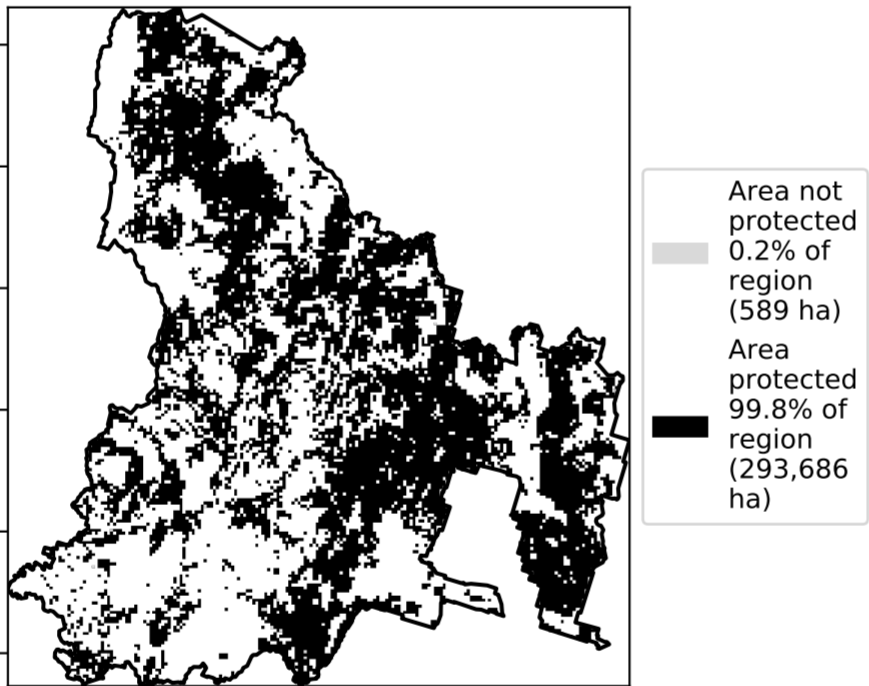 Area not
protected
0.2% of
region
(589 ha)
Area
protected
99.8% of
region
(293,686
ha)